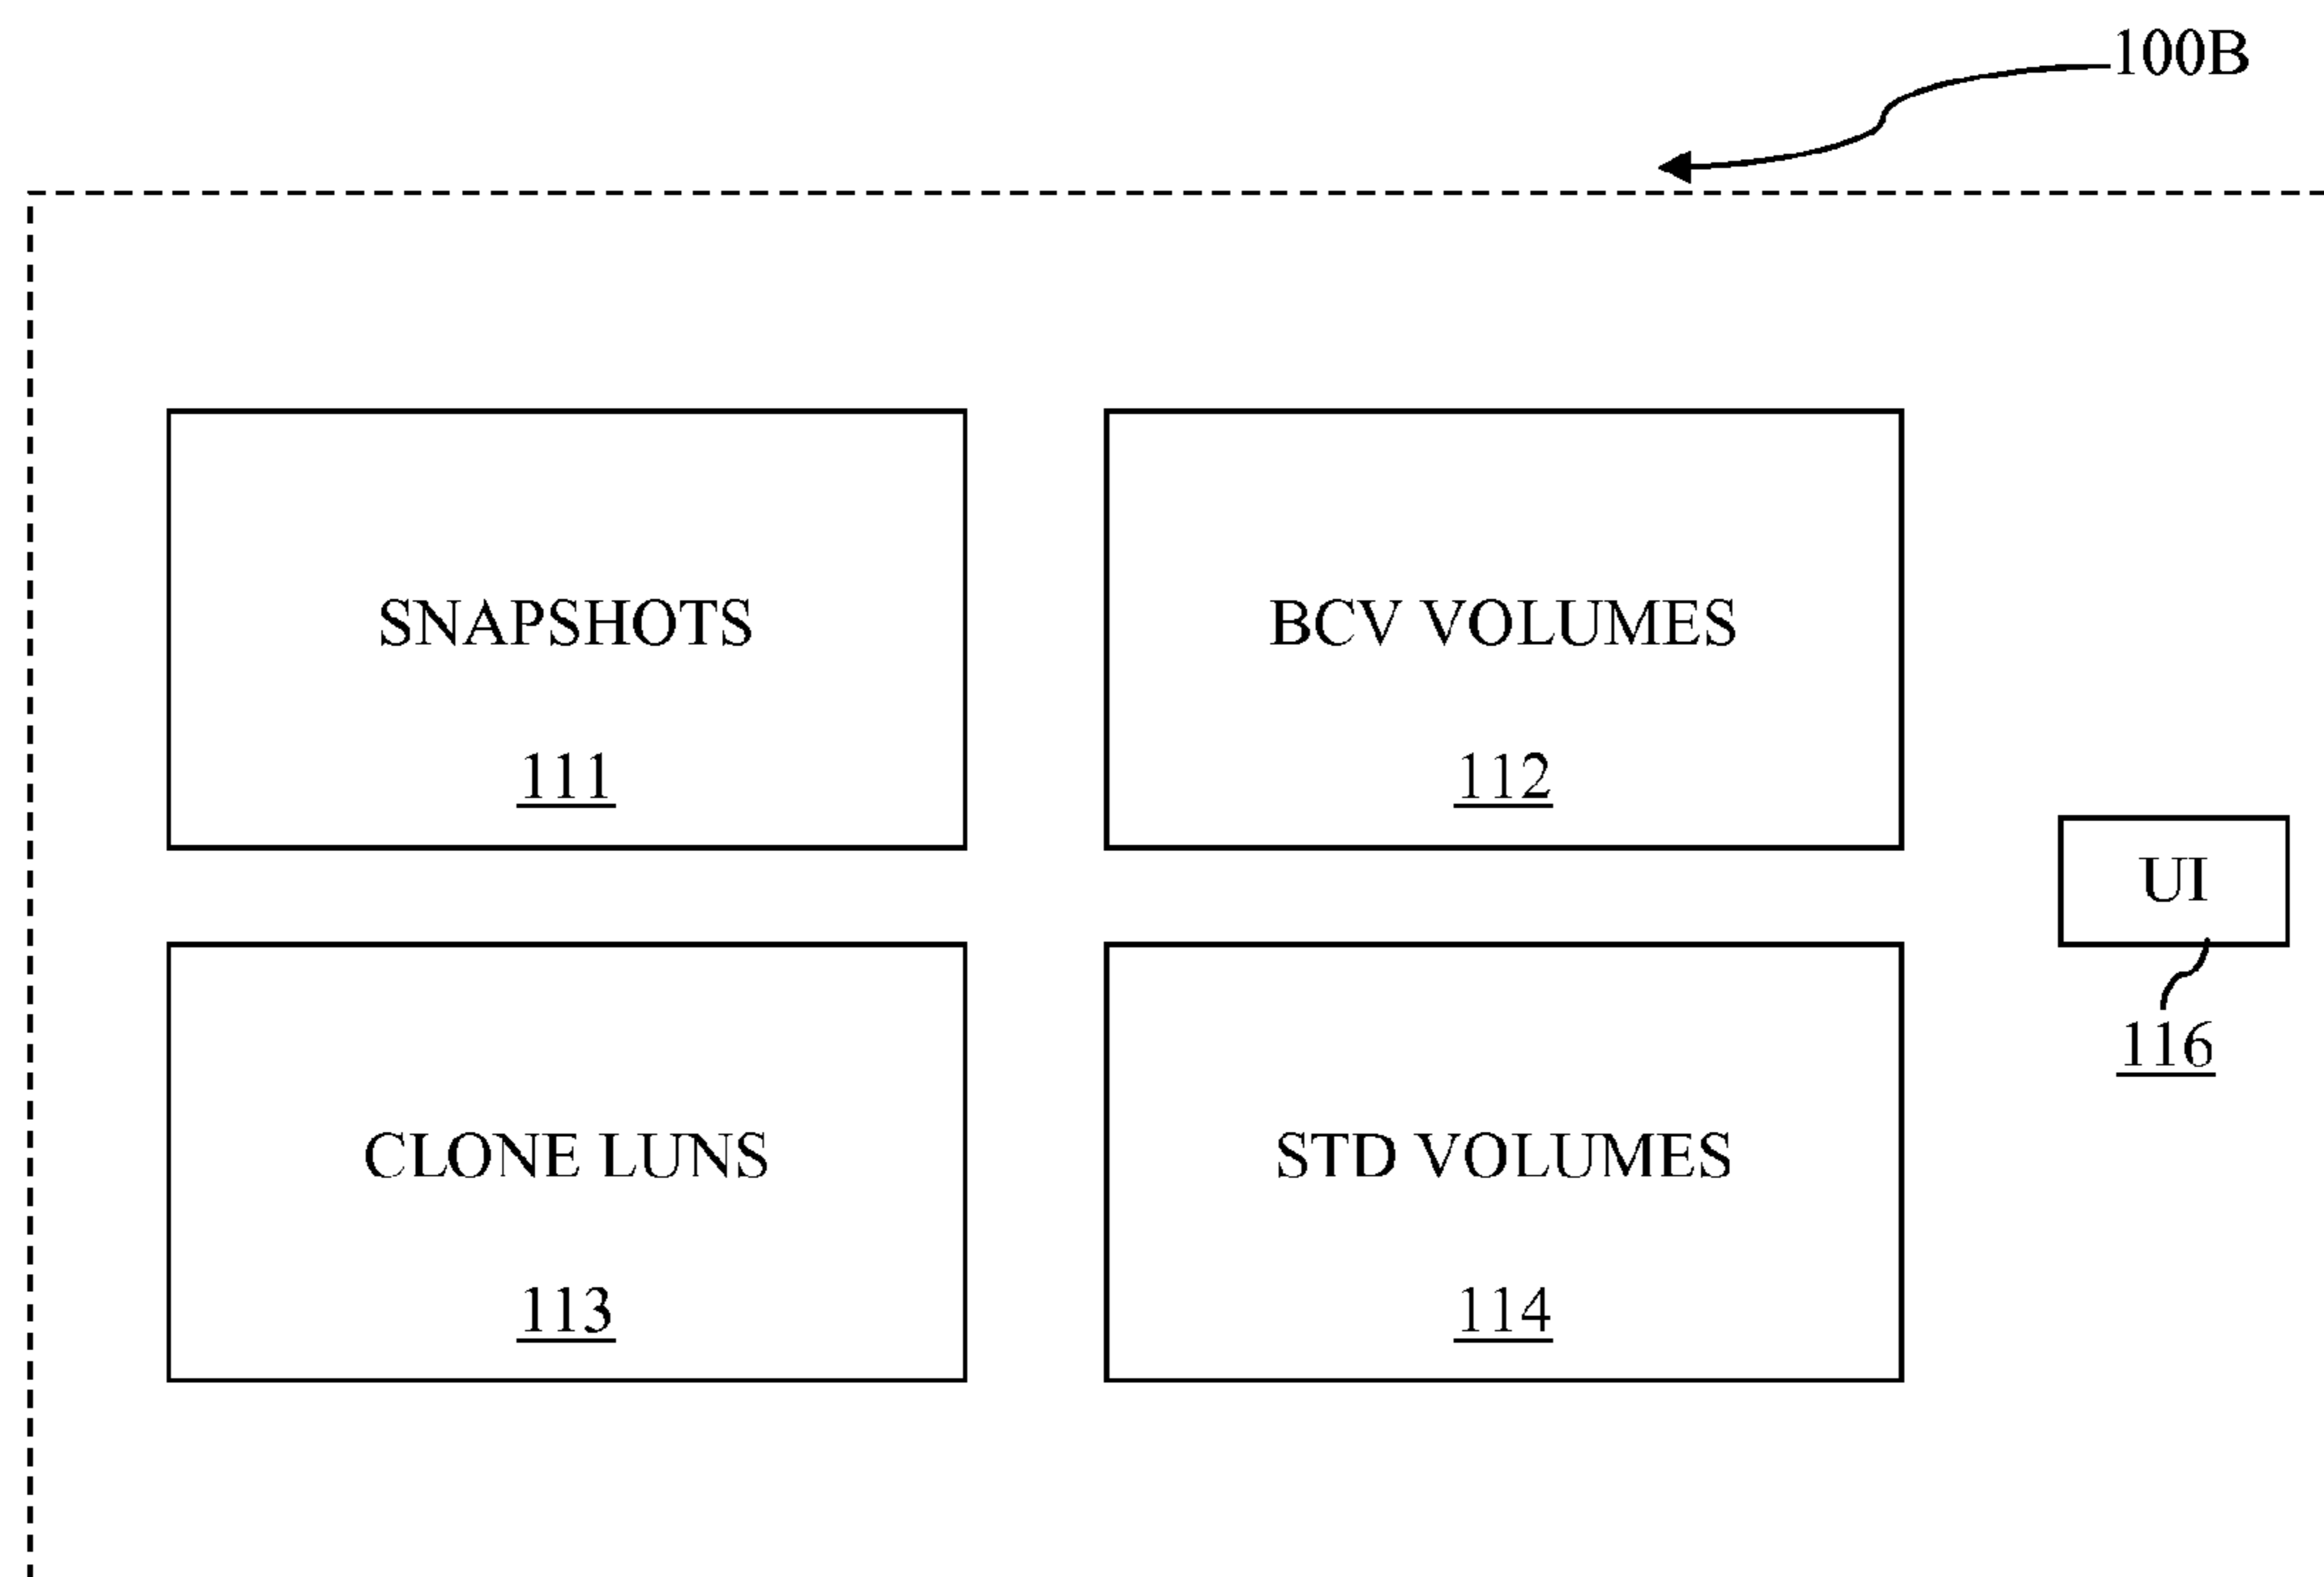 100B
SNAPSHOTS
111
BCV VOLUMES
112
UI
116
CLONE LUNS
113
STD VOLUMES
114